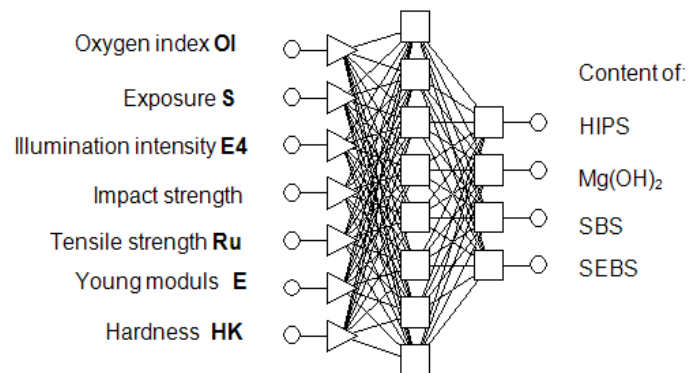 Oxygen index OI
Exposure S
Illumination intensity E4
Impact strength
Tensile strength Ru
Young moduls E
Hardness HK
Content of:
HIPS
Mg(OH)₂
SBS
SEBS